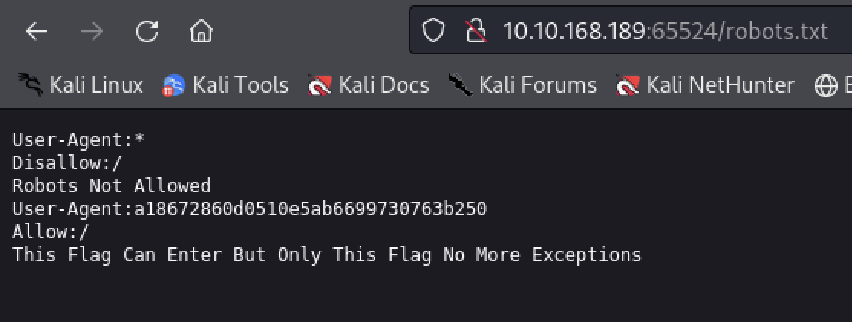 10.10.168.189:65524/robots.txt
Kali Linux Kali Tools Kali Docs Kali Forums Kali NetHunter
User-Agent:*
Disallow:/
Robots Not Allowed
User-Agent:a18672860d0510e5ab6699730763b250
Allow:/
This Flag Can Enter But Only This Flag No More Exceptions